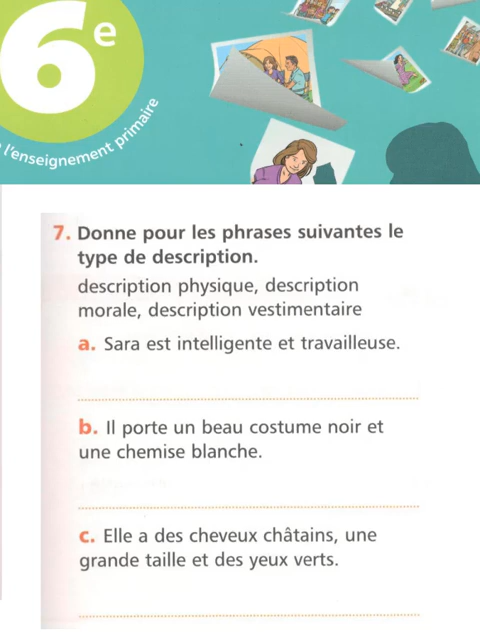 6e
l'enseignement primaire
7. Donne pour les phrases suivantes le
type de description.
description physique, description
morale, description vestimentaire
a. Sara est intelligente et travailleuse.
b. Il porte un beau costume noir et
une chemise blanche.
c. Elle a des cheveux châtains, une
grande taille et des yeux verts.